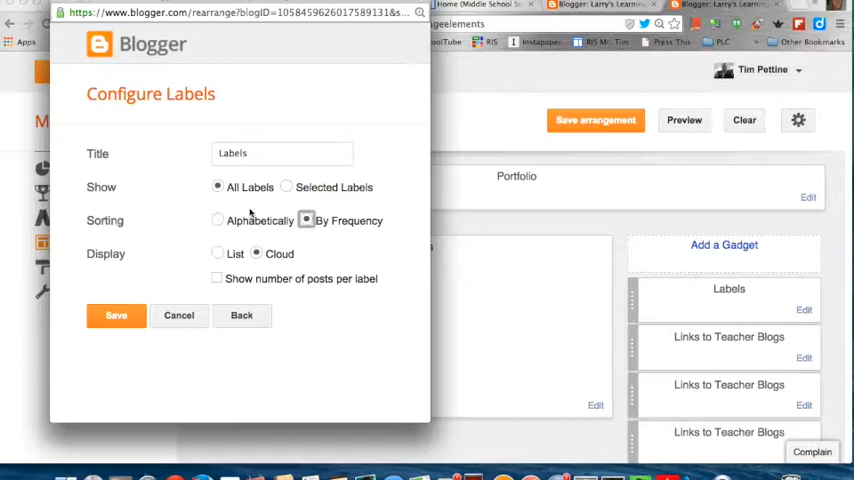 https://www.blogger.com/rearrange?blogID=1058459626017589131&s...
Home (Middle School S
Blogger: Larry's Learning
Blogger: Larry's Learning
ageelements
Apps
oolTube
RIS
Instapaper
RIS Mr. Tim
Press This
PLC
Other Bookmarks
Blogger
Tim Pettine
Configure Labels
M
Save arrangement
Preview
Clear
Title
Labels
Portfolio
Show
All Labels
Selected Labels
Edit
Sorting
Alphabetically
By Frequency
Add a Gadget
Display
List
Cloud
Show number of posts per label
Labels
Edit
Save
Cancel
Back
Links to Teacher Blogs
Edit
Links to Teacher Blogs
Edit
Edit
Links to Teacher Blogs
Complain